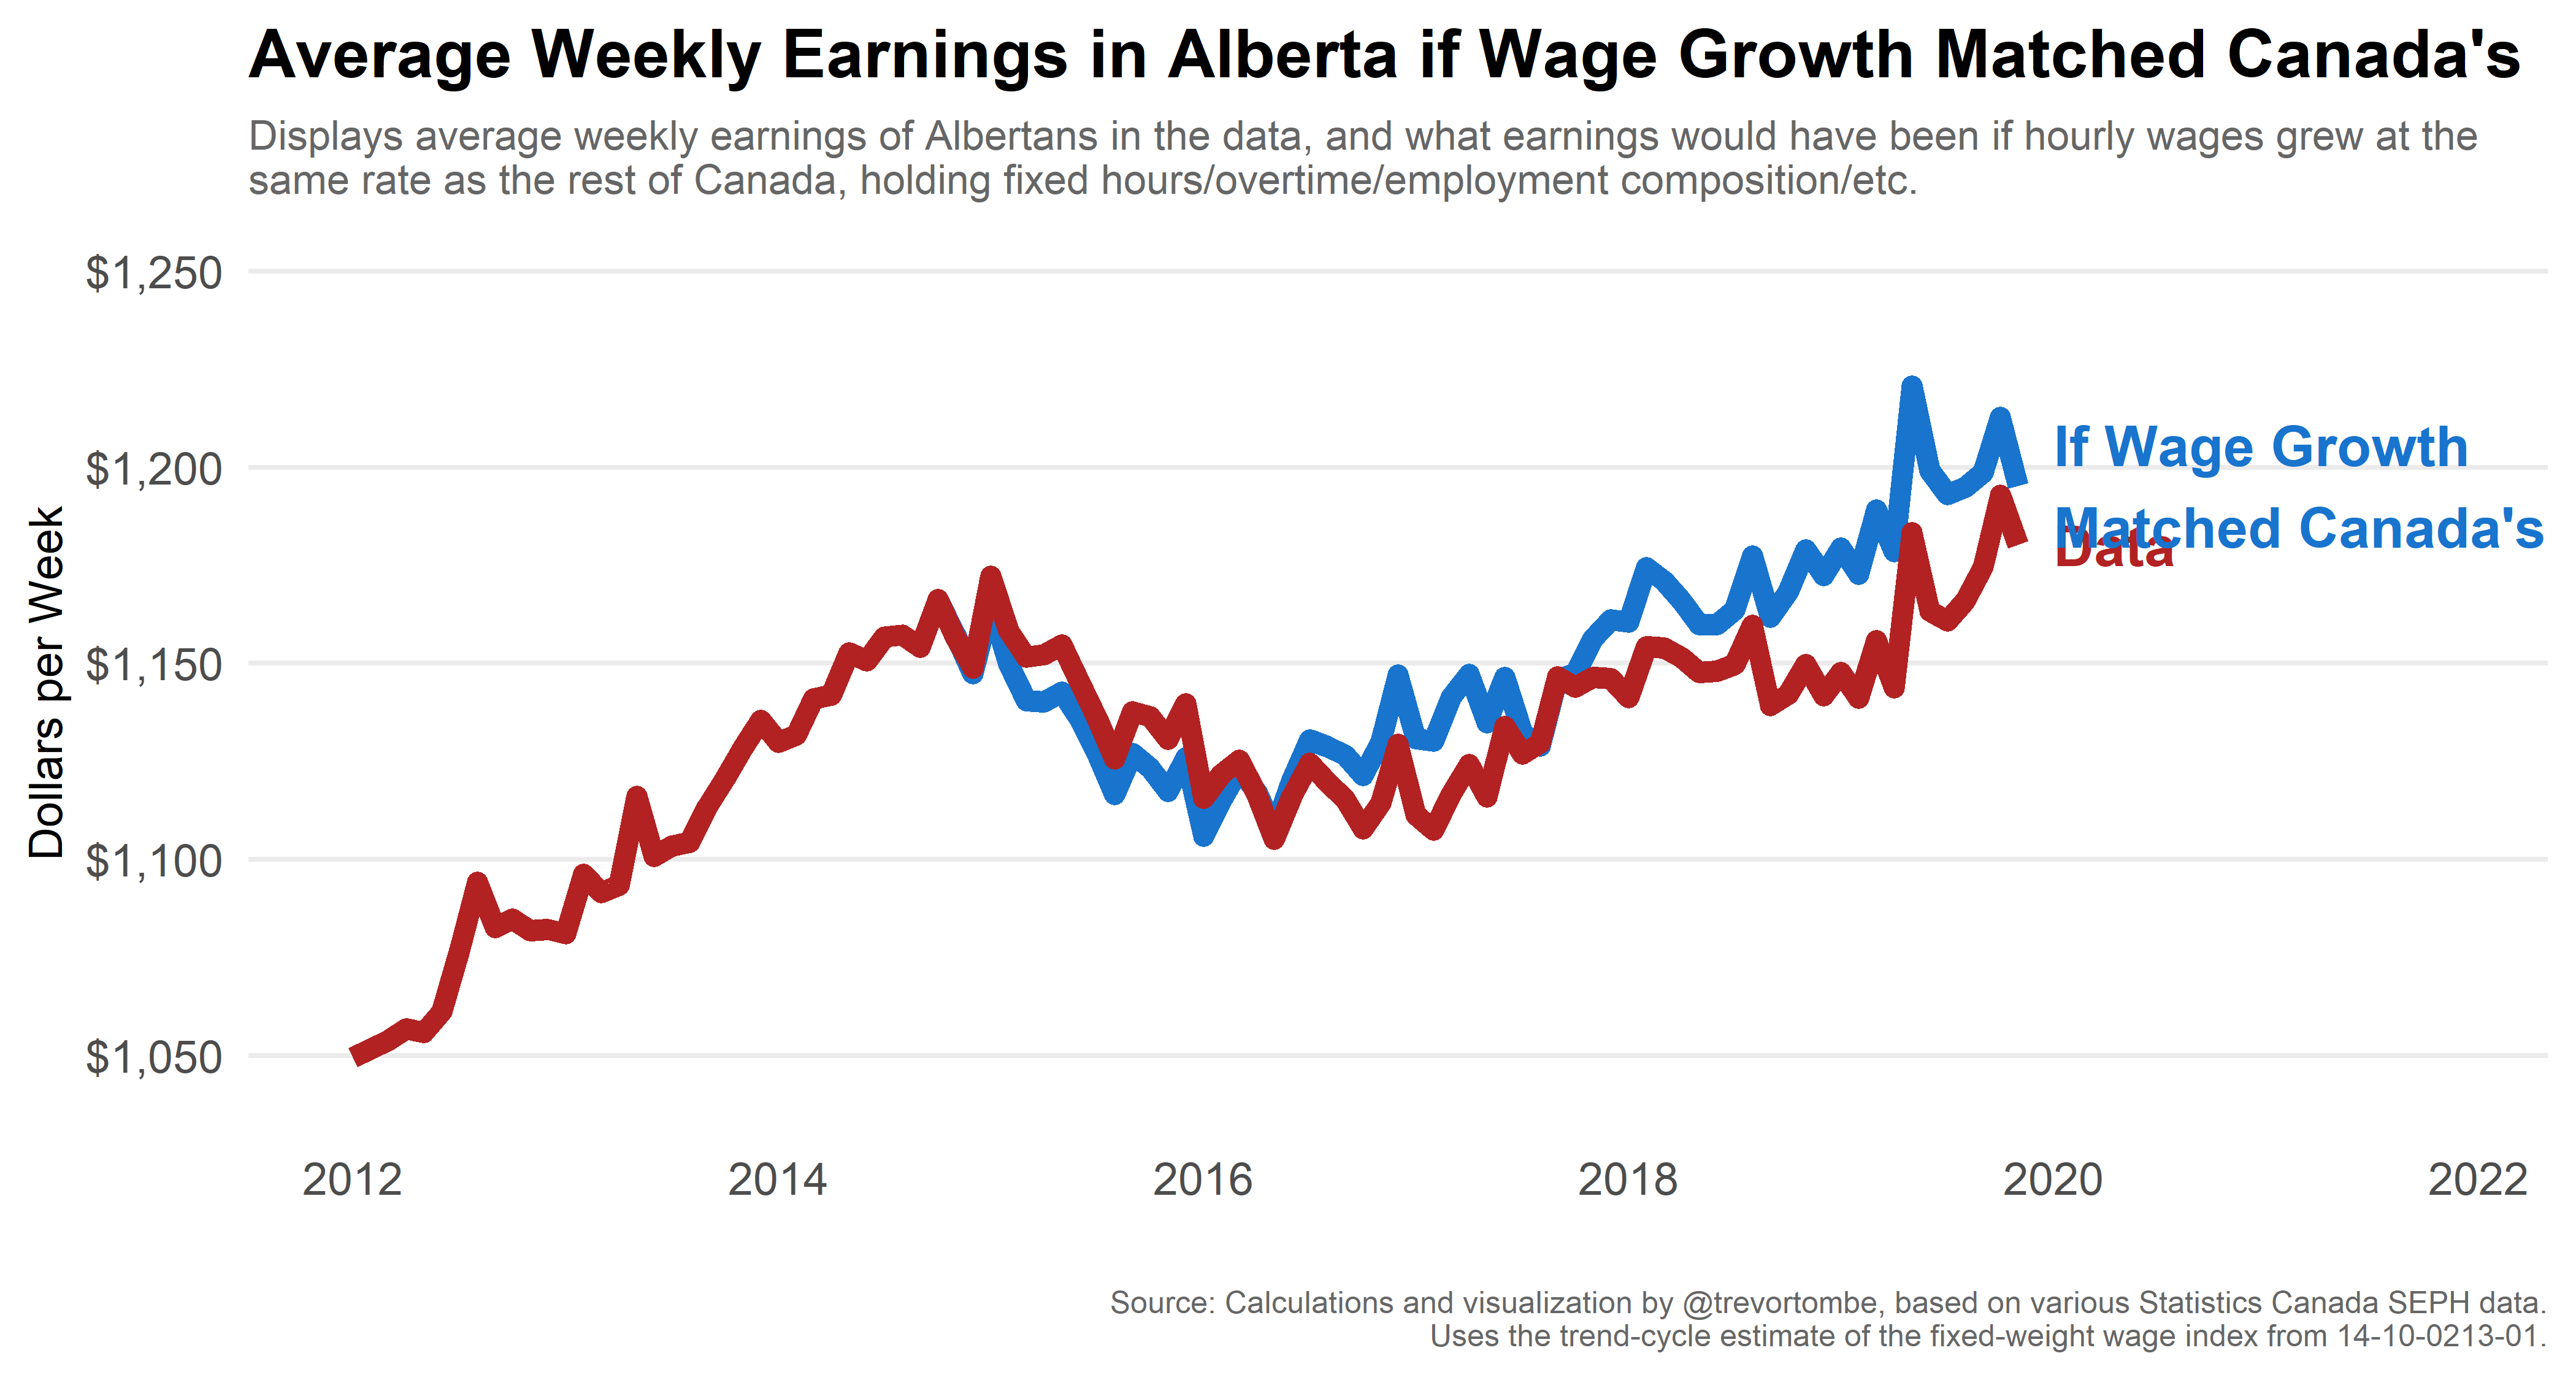 Average Weekly Earnings in Alberta if Wage Growth Matched Canada's
Displays average weekly earnings of Albertans in the data, and what earnings would have been if hourly wages grew at the
same rate as the rest of Canada, holding fixed hours/overtime/employment composition/etc.
Dollars per Week
$1,250
$1,200
$1,150
$1,100
$1,050
If Wage Growth
Matched Canada's
Data
2012
2014
2016
2018
2020
2022
Source: Calculations and visualization by @trevortombe, based on various Statistics Canada SEPH data.
Uses the trend-cycle estimate of the fixed-weight wage index from 14-10-0213-01.